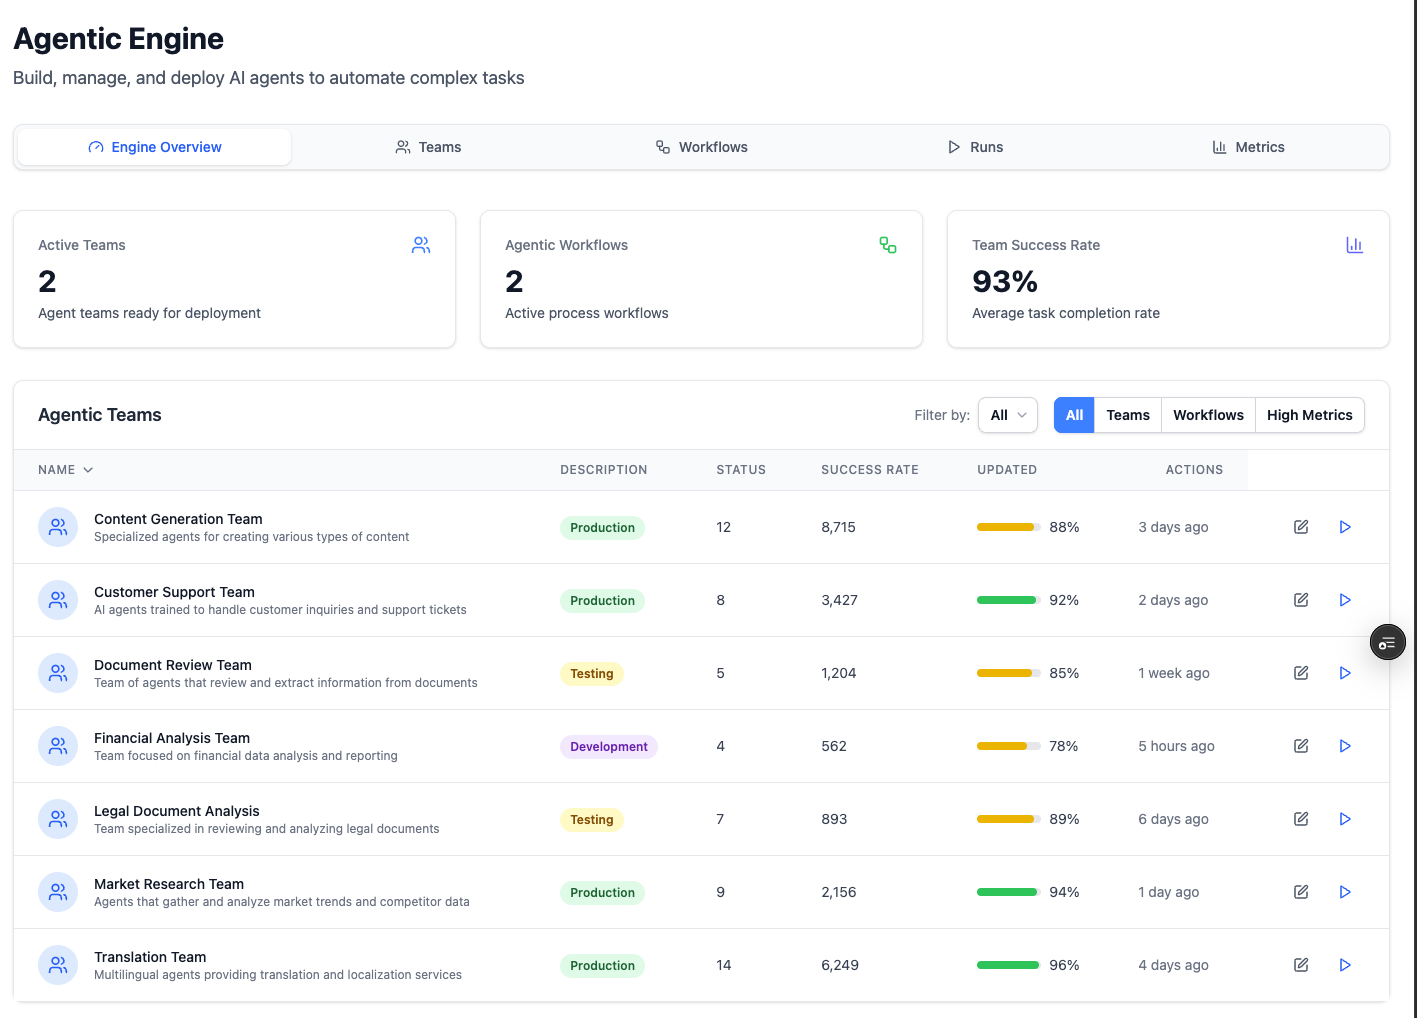 Agentic Engine
Build, manage, and deploy AI agents to automate complex tasks
Engine Overview Teams Workflows Runs Metrics
Active Teams
2
Agent teams ready for deployment
Agentic Workflows
2
Active process workflows
Team Success Rate
93%
Average task completion rate
Agentic Teams Filter by: All All Teams Workflows High Metrics
NAME DESCRIPTION STATUS SUCCESS RATE UPDATED ACTIONS
Content Generation Team
Specialized agents for creating various types of content
Production 12 8,715 88% 3 days ago
Customer Support Team
AI agents trained to handle customer inquiries and support tickets
Production 8 3,427 92% 2 days ago
Document Review Team
Team of agents that review and extract information from documents
Testing 5 1,204 85% 1 week ago
Financial Analysis Team
Team focused on financial data analysis and reporting
Development 4 562 78% 5 hours ago
Legal Document Analysis
Team specialized in reviewing and analyzing legal documents
Testing 7 893 89% 6 days ago
Market Research Team
Agents that gather and analyze market trends and competitor data
Production 9 2,156 94% 1 day ago
Translation Team
Multilingual agents providing translation and localization services
Production 14 6,249 96% 4 days ago